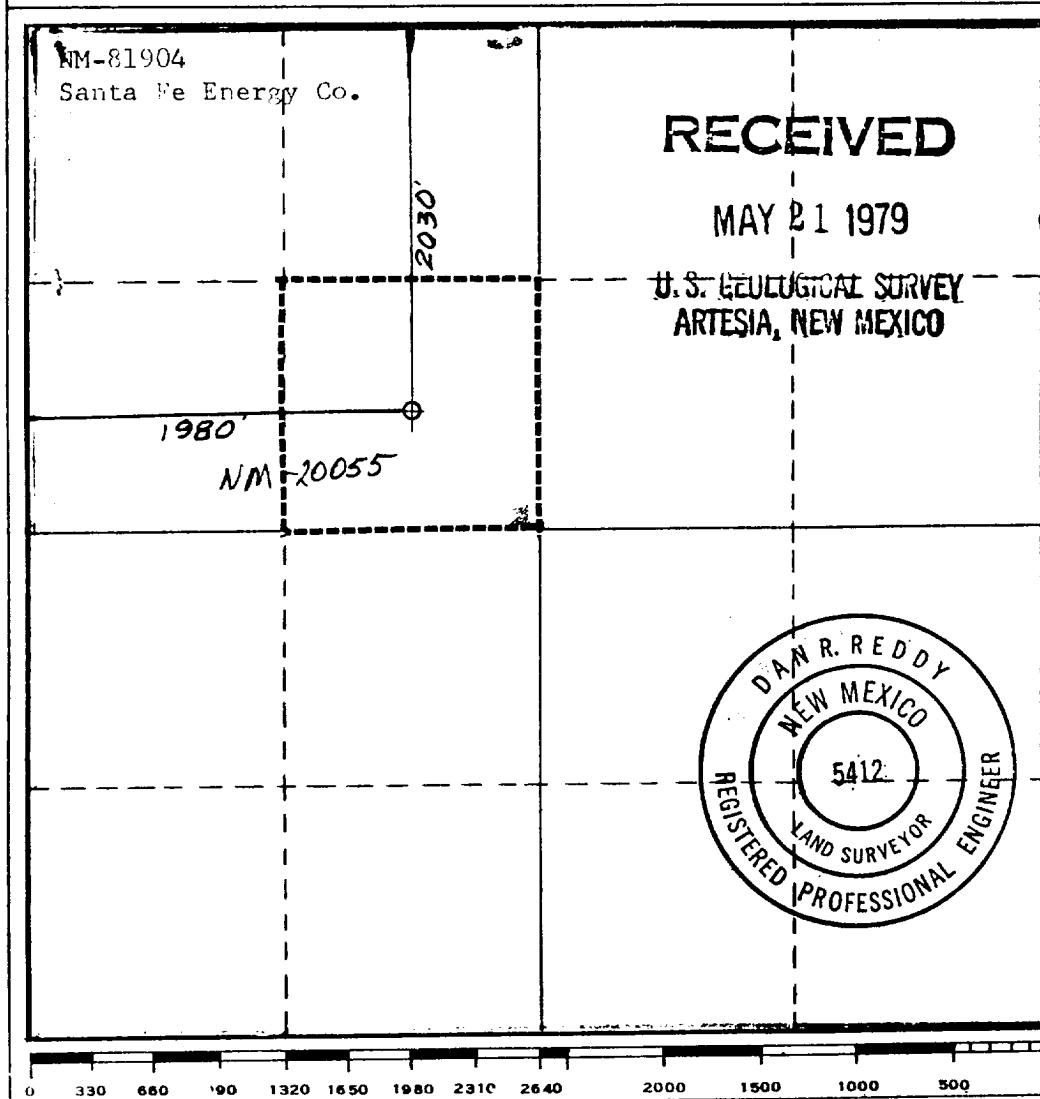 NM-81904
Santa Fe Energy Co.
RECEIVED
MAY 21 1979
U.S. GEOLOGICAL SURVEY
ARTESIA, NEW MEXICO
2030'
1980'
NM-20055
DAN R. REDDY
NEW MEXICO
5412
LAND SURVEYOR
REGISTERED PROFESSIONAL ENGINEER
0 330 660 990 1320 1650 1980 2310 2640 2000 1500 1000 500